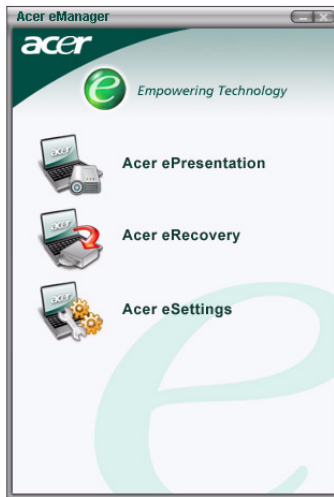 Acer eManager
acer
e
Empowering Technology
Acer ePresentation
Acer eRecovery
Acer eSettings